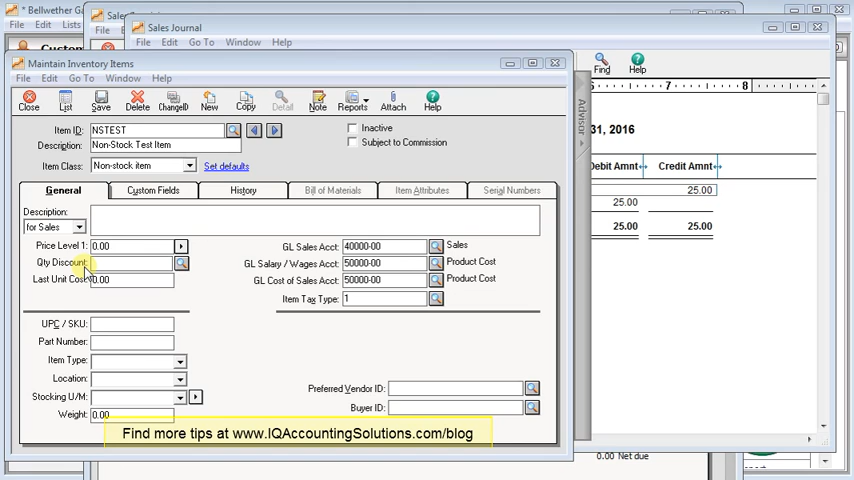 * Bellwether Ga
File Edit Lists
Custom
Sales
File
Sales Journal
File Edit Go To Window Help
Find Help
7 8
31, 2016
Debit Amnt Credit Amnt
25.00
25.00
25.00 25.00
0.00 Net due
Advisor
Maintain Inventory Items
File Edit Go To Window Help
Close List Save Delete ChangeID New Copy Detail Note Reports Attach Help
Item ID: NSTEST
Inactive
Description: Non-Stock Test Item
Subject to Commission
Item Class: Non-stock item Set defaults
General Custom Fields History Bill of Materials Item Attributes Serial Numbers
Description:
for Sales
Price Level 1: 0.00 GL Sales Acct: 40000-00 Sales
Qty Discount: GL Salary / Wages Acct: 50000-00 Product Cost
Last Unit Cost: 0.00 GL Cost of Sales Acct: 50000-00 Product Cost
Item Tax Type: 1
UPC / SKU:
Part Number:
Item Type:
Location:
Preferred Vendor ID:
Stocking U/M:
Buyer ID:
Weight: 0.00
Find more tips at www.IQAccountingSolutions.com/blog